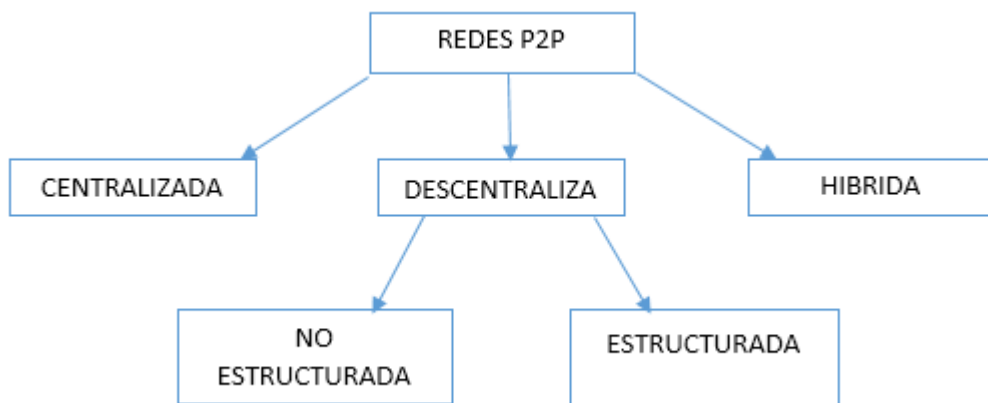 REDES P2P
CENTRALIZADA
DESCENTRALIZA
HIBRIDA
NO
ESTRUCTURADA
ESTRUCTURADA